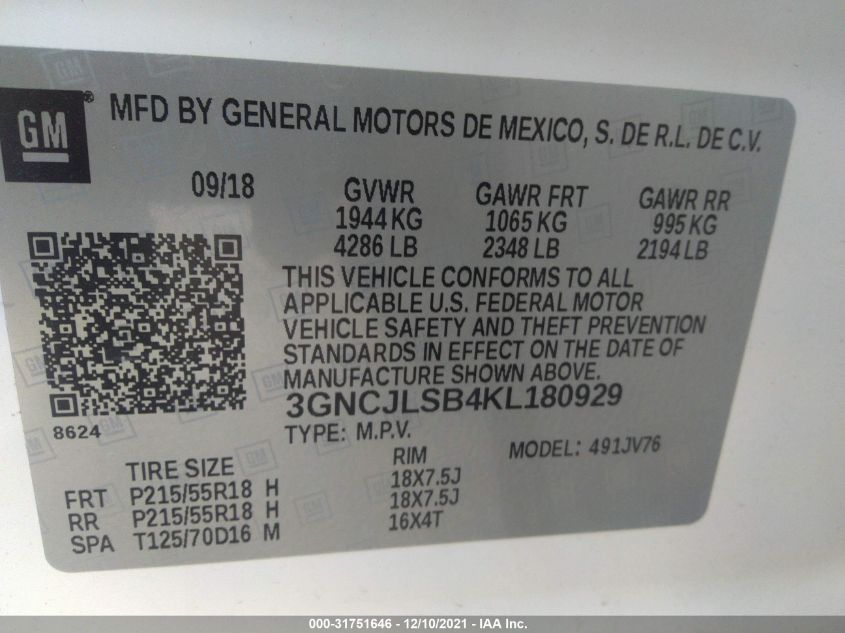 GM ® MFD BY GENERAL MOTORS DE MEXICO, S. DE R.L. DE C.V.
09/18 GVWR GAWR FRT GAWR RR
1944 KG 1065 KG 995 KG
4286 LB 2348 LB 2194 LB
THIS VEHICLE CONFORMS TO ALL
APPLICABLE U.S. FEDERAL MOTOR
VEHICLE SAFETY AND THEFT PREVENTION
STANDARDS IN EFFECT ON THE DATE OF
MANUFACTURE SHOWN ABOVE.
3GNCJLSB4KL180929
8624 TYPE: M.P.V. MODEL: 491JV76
TIRE SIZE RIM
FRT P215/55R18 H 18X7.5J
RR P215/55R18 H 18X7.5J
SPA T125/70D16 M 16X4T
000-31751646 - 12/10/2021 - IAA Inc.